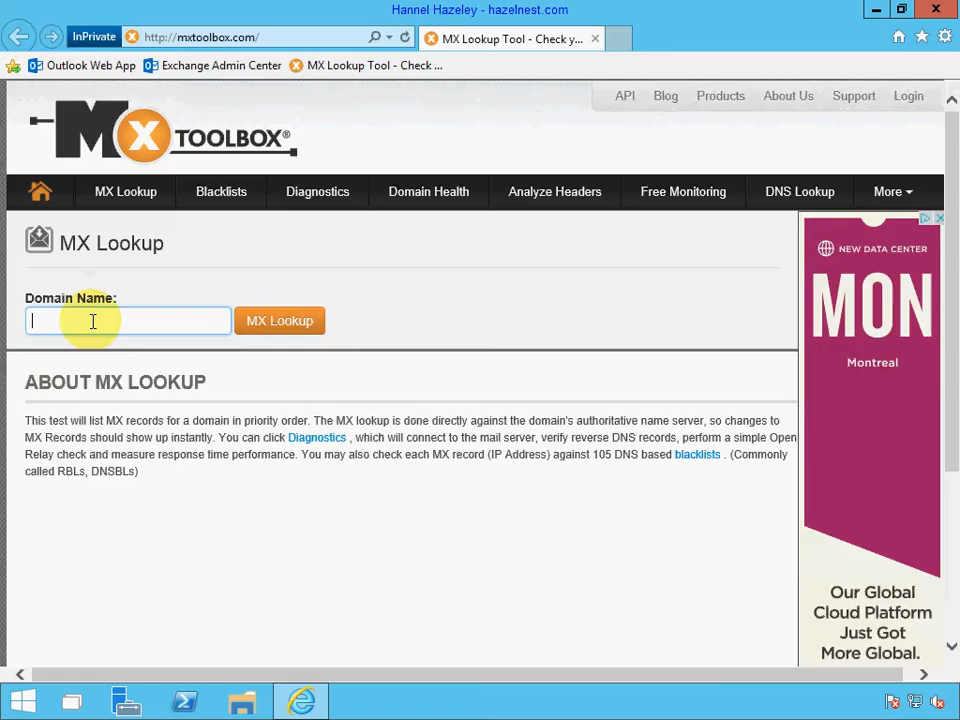 Hannel Hazeley - hazelnest.com
InPrivate
http://mxtoolbox.com/
MX Lookup Tool - Check y...
Outlook Web App
Exchange Admin Center
MX Lookup Tool - Check ...
API Blog Products About Us Support Login
MX TOOLBOX®
MX Lookup Blacklists Diagnostics Domain Health Analyze Headers Free Monitoring DNS Lookup More
MX Lookup
Domain Name:
MX Lookup
ABOUT MX LOOKUP
This test will list MX records for a domain in priority order. The MX lookup is done directly against the domain's authoritative name server, so changes to
MX Records should show up instantly. You can click Diagnostics , which will connect to the mail server, verify reverse DNS records, perform a simple Open
Relay check and measure response time performance. You may also check each MX record (IP Address) against 105 DNS based blacklists . (Commonly
called RBLs, DNSBLs)
NEW DATA CENTER
MON
Montreal
Our Global
Cloud Platform
Just Got
More Global.